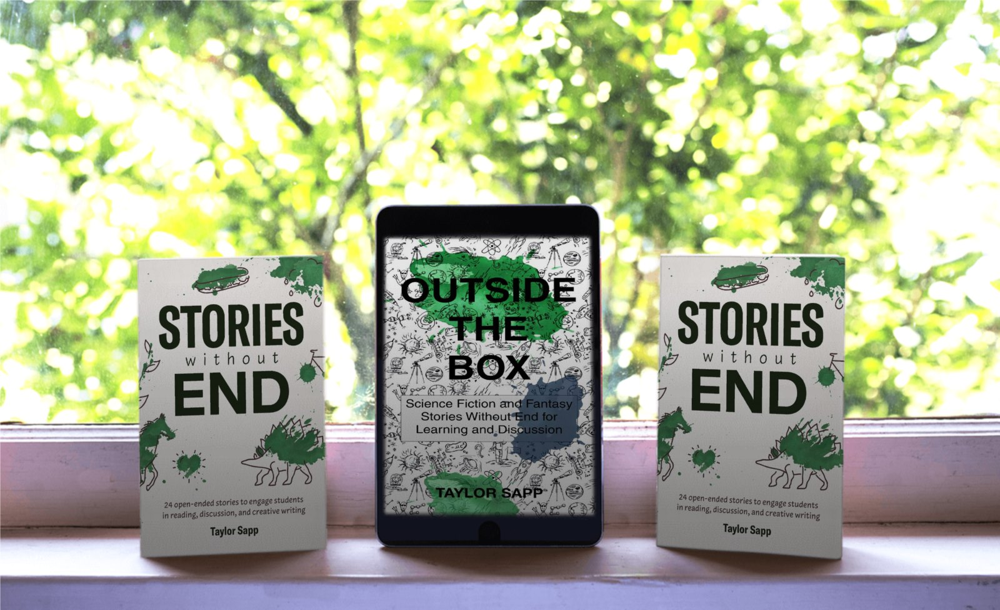 STORIES
without
END
24 open-ended stories to engage students
in reading, discussion, and creative writing
Taylor Sapp
OUTSIDE
THE
BOX
Science Fiction and Fantasy
Stories Without End for
Learning and Discussion
TAYLOR SAPP
STORIES
without
END
24 open-ended stories to engage students
in reading, discussion, and creative writing
Taylor Sapp